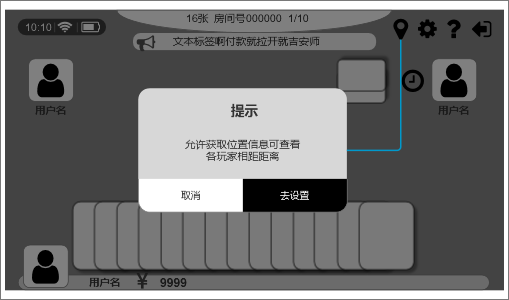 16张 房间号000000 1/10
10:10
文本标签啊付款就拉开就吉安师
用户名
用户名
提示
允许获取位置信息可查看
各玩家相距距离
取消
去设置
用户名 ¥ 9999